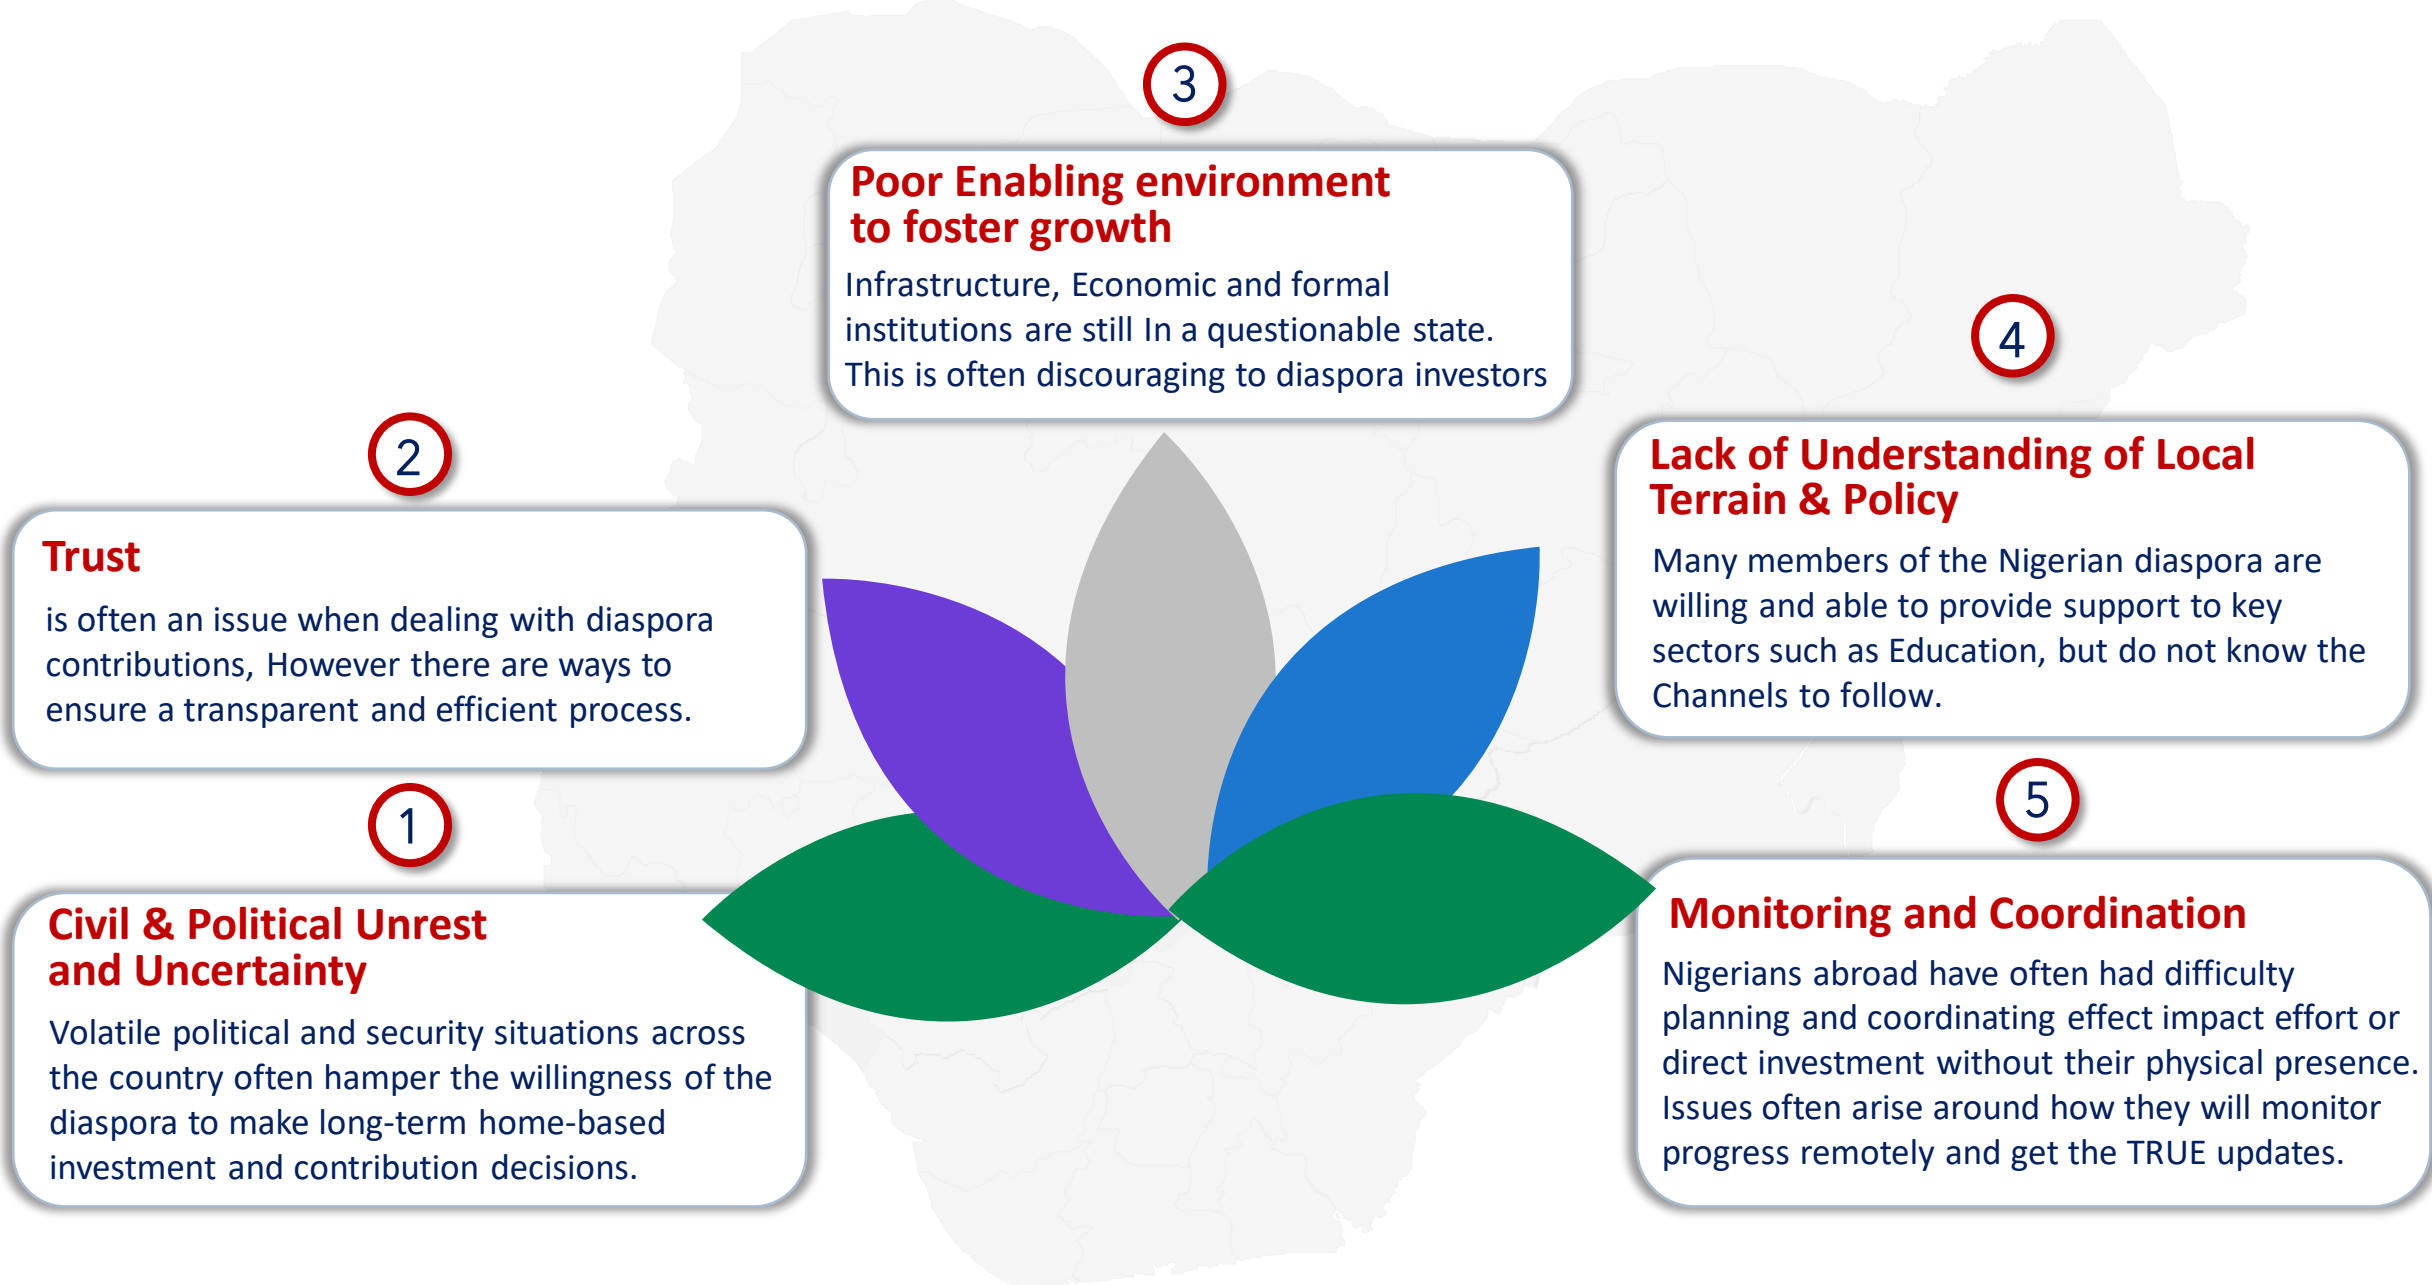 3
Poor Enabling environment
to foster growth
Infrastructure, Economic and formal
institutions are still In a questionable state.
This is often discouraging to diaspora investors
4
Lack of Understanding of Local
Terrain & Policy
Many members of the Nigerian diaspora are
willing and able to provide support to key
sectors such as Education, but do not know the
Channels to follow.
2
Trust
is often an issue when dealing with diaspora
contributions, However there are ways to
ensure a transparent and efficient process.
1
Civil & Political Unrest
and Uncertainty
Volatile political and security situations across
the country often hamper the willingness of the
diaspora to make long-term home-based
investment and contribution decisions.
5
Monitoring and Coordination
Nigerians abroad have often had difficulty
planning and coordinating effect impact effort or
direct investment without their physical presence.
Issues often arise around how they will monitor
progress remotely and get the TRUE updates.